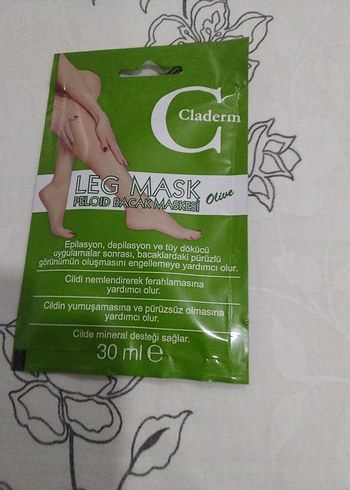 C
Claderm
LEG MASK
Olive
PELOID BACAK MASKESİ
Epilasyon, depilasyon ve tüy dökücü
uygulamalar sonrası, bacaklardaki pürüzlü
görünümün oluşmasını engellemeye yardımcı olur.
Cildi nemlendirerek ferahlamasına
yardımcı olur.
Cildin yumuşamasına ve pürüzsüz olmasına
yardımcı olur.
Cilde mineral desteği sağlar.
30 ml e